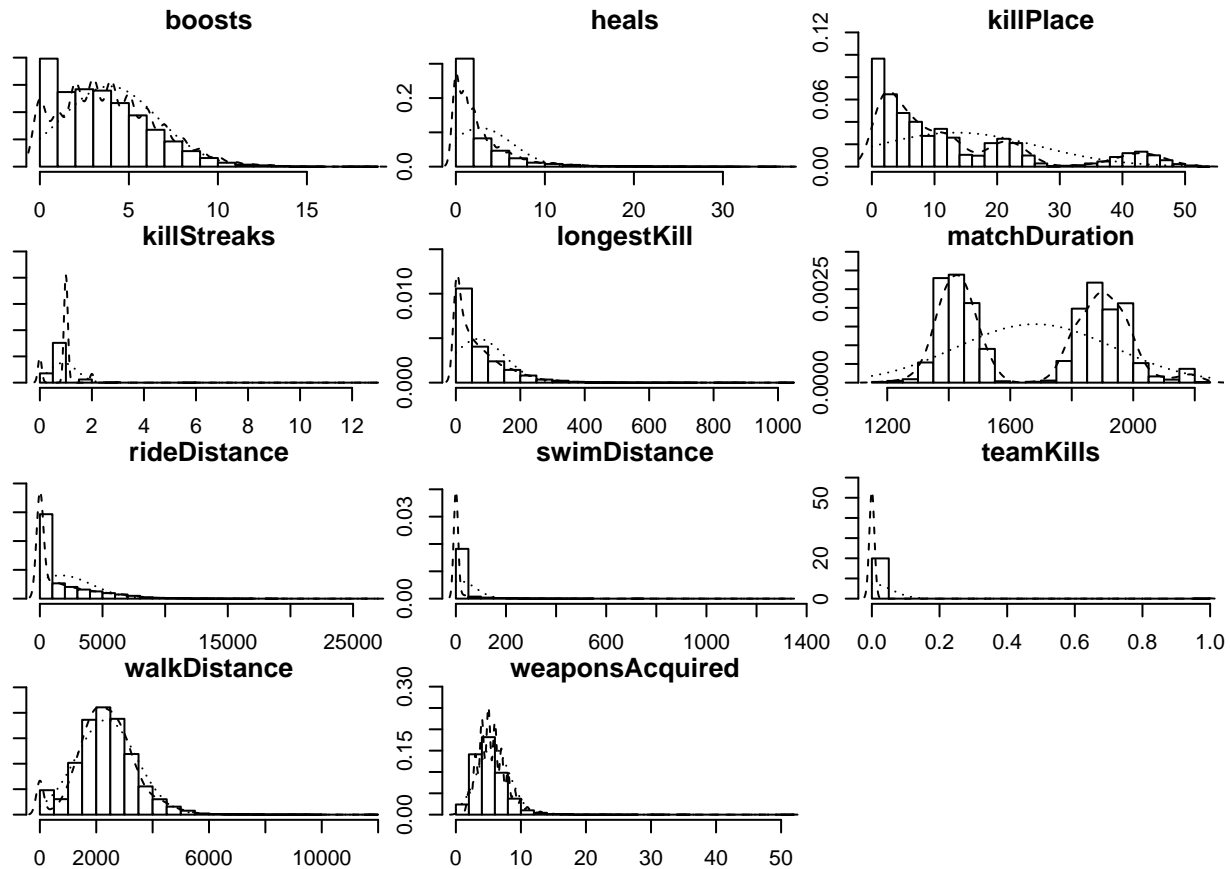 boosts heals killPlace
0.0 0.2
0.00 0.06 0.12
0 5 10 15 0 10 20 30 0 10 20 30 40 50
killStreaks longestKill matchDuration
0.000 0.010
0.0000 0.0025
0 2 4 6 8 10 12 0 200 400 600 800 1000 1200 1600 2000
rideDistance swimDistance teamKills
0.00 0.03
0 20 50
0 5000 15000 25000 0 200 600 1000 1400 0.0 0.2 0.4 0.6 0.8 1.0
walkDistance weaponsAcquired
0.00 0.15 0.30
0 2000 6000 10000 0 10 20 30 40 50